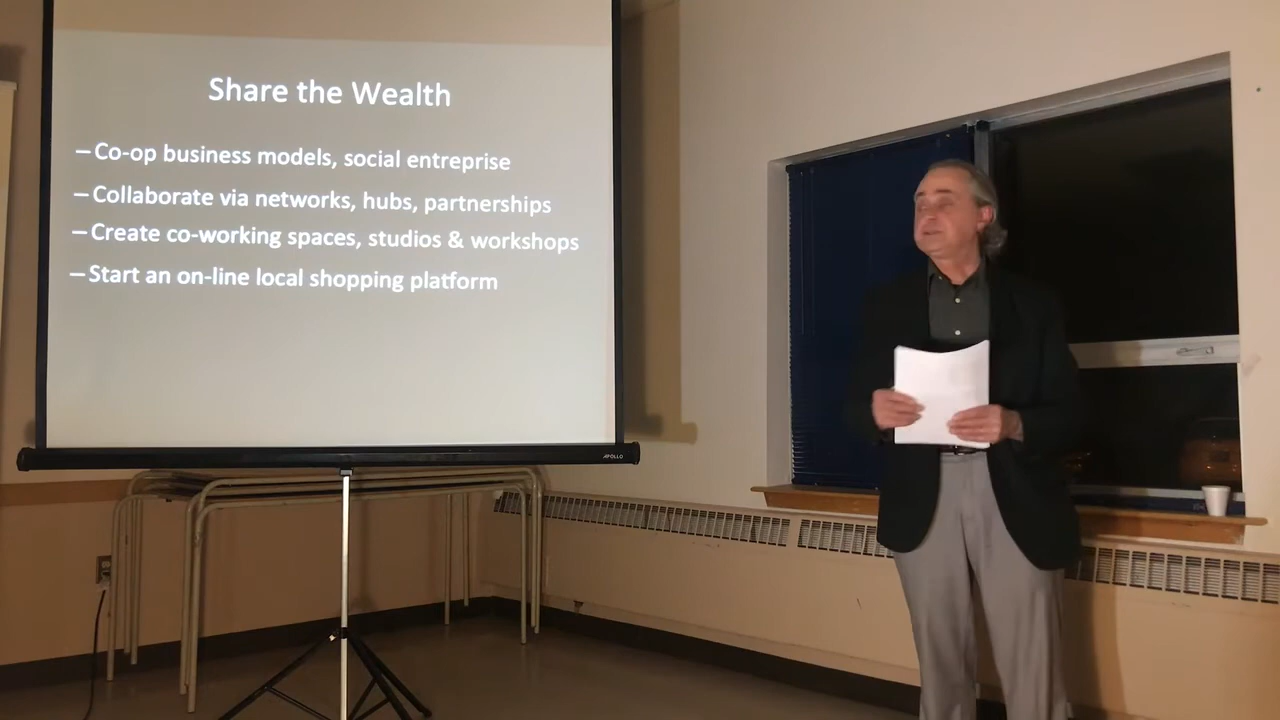 Share the Wealth
– Co-op business models, social entreprise
– Collaborate via networks, hubs, partnerships
– Create co-working spaces, studios & workshops
– Start an on-line local shopping platform
APOLLO